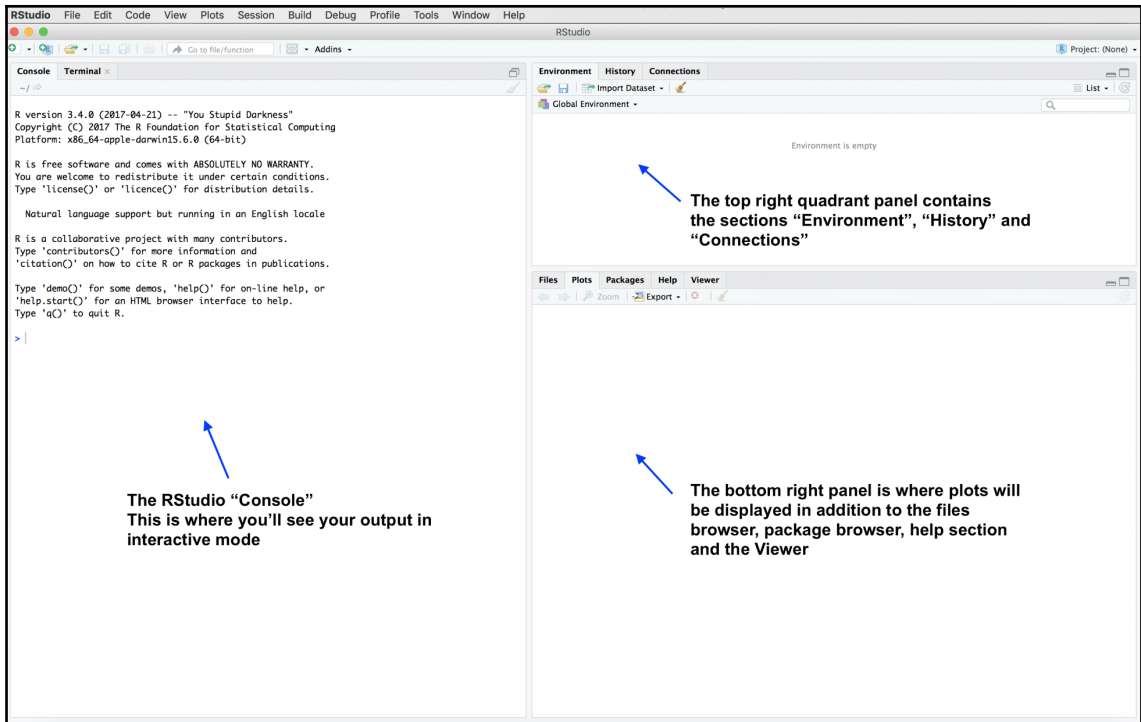 RStudio File Edit Code View Plots Session Build Debug Profile Tools Window Help
RStudio
Go to file/function Addins Project: (None)
Console Terminal
~/
R version 3.4.0 (2017-04-21) -- "You Stupid Darkness"
Copyright (C) 2017 The R Foundation for Statistical Computing
Platform: x86_64-apple-darwin15.6.0 (64-bit)
R is free software and comes with ABSOLUTELY NO WARRANTY.
You are welcome to redistribute it under certain conditions.
Type 'license()' or 'licence()' for distribution details.
Natural language support but running in an English locale
R is a collaborative project with many contributors.
Type 'contributors()' for more information and
'citation()' on how to cite R or R packages in publications.
Type 'demo()' for some demos, 'help()' for on-line help, or
'help.start()' for an HTML browser interface to help.
Type 'q()' to quit R.
>
The RStudio “Console”
This is where you’ll see your output in
interactive mode
Environment History Connections
Import Dataset List
Global Environment
Environment is empty
The top right quadrant panel contains
the sections “Environment”, “History” and
“Connections”
Files Plots Packages Help Viewer
Zoom Export
The bottom right panel is where plots will
be displayed in addition to the files
browser, package browser, help section
and the Viewer